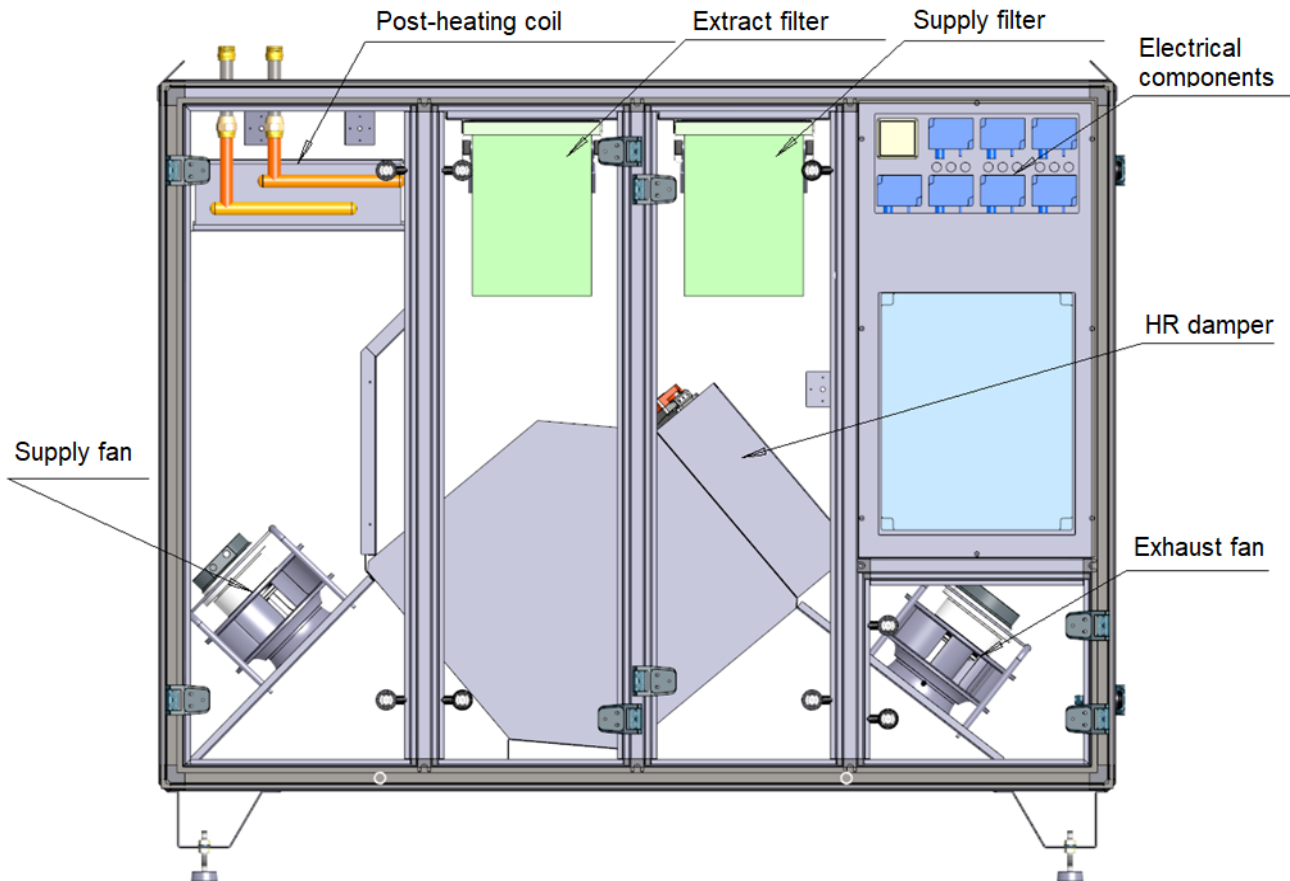 Post-heating coil
Extract filter
Supply filter
Electrical
components
HR damper
Supply fan
Exhaust fan